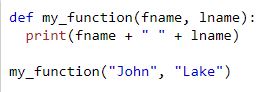 def my_function(fname, lname):
  print(fname + " " + lname)

my_function("John", "Lake")